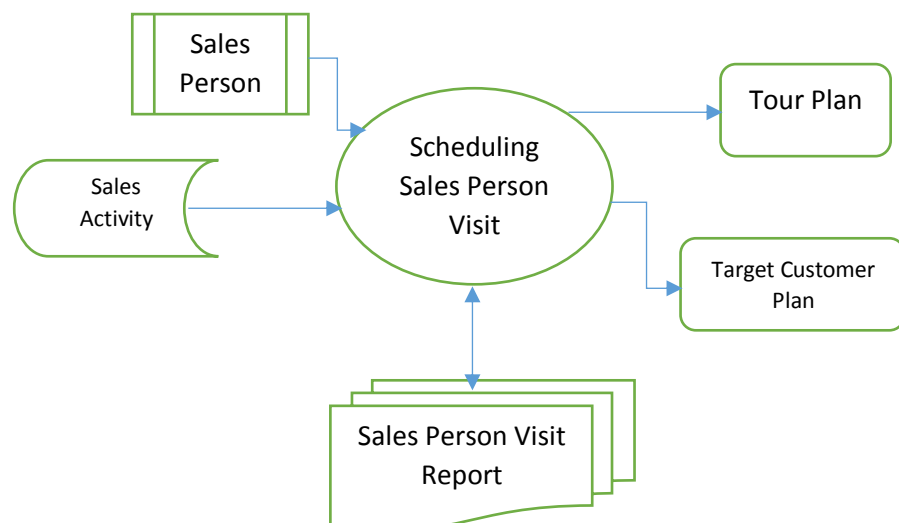 Sales
Person
Tour Plan
Scheduling
Sales Person
Visit
Sales
Activity
Target Customer
Plan
Sales Person Visit
Report